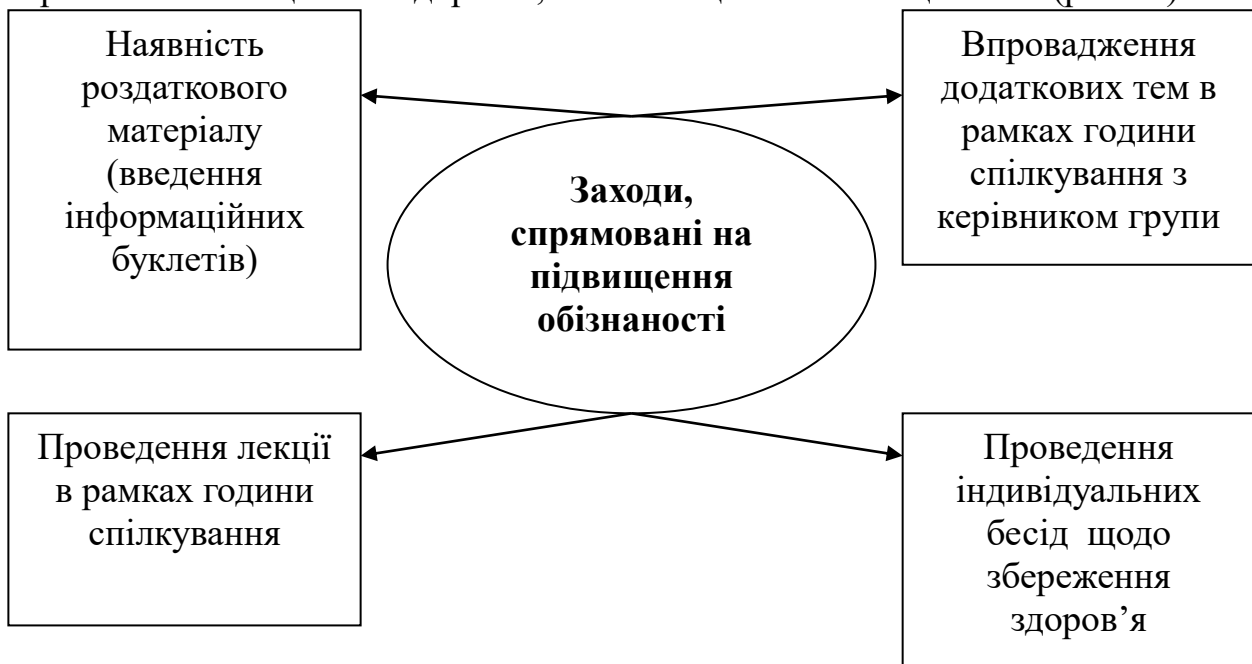 Наявність
роздаткового
матеріалу
(введення
інформаційних
буклетів)
Впровадження
додаткових тем в
рамках години
спілкування з
керівником групи
Заходи,
спрямовані на
підвищення
обізнаності
Проведення лекції
в рамках години
спілкування
Проведення
індивідуальних
бесід щодо
збереження
здоров’я